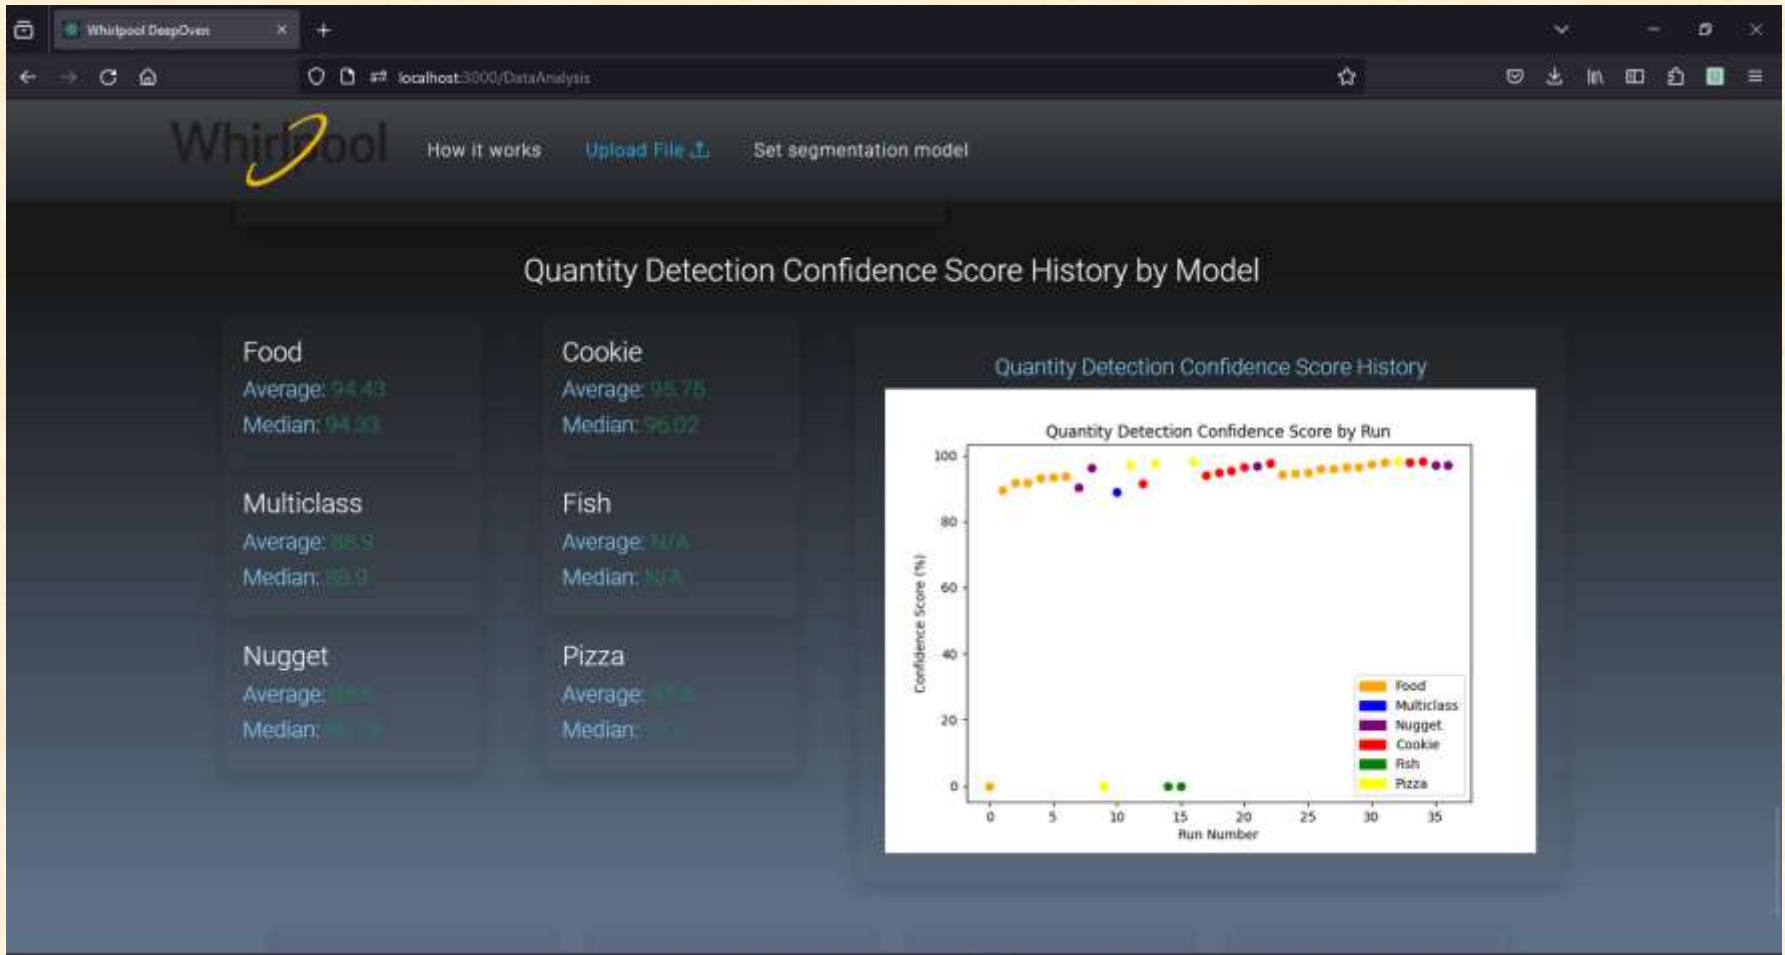 Whirlpool DeepOven
localhost:3000/DataAnalysis
Whirlpool
How it works
Upload File
Set segmentation model
Quantity Detection Confidence Score History by Model
Food
Average: 94.43
Median: 94.33
Cookie
Average: 95.75
Median: 96.02
Multiclass
Average: 88.9
Median: 88.9
Fish
Average: N/A
Median: N/A
Nugget
Average:
Median:
Pizza
Average:
Median:
Quantity Detection Confidence Score History
Quantity Detection Confidence Score by Run
100
80
60
40
20
0
Confidence Score (%)
Food
Multiclass
Nugget
Cookie
Fish
Pizza
0 5 10 15 20 25 30 35
Run Number